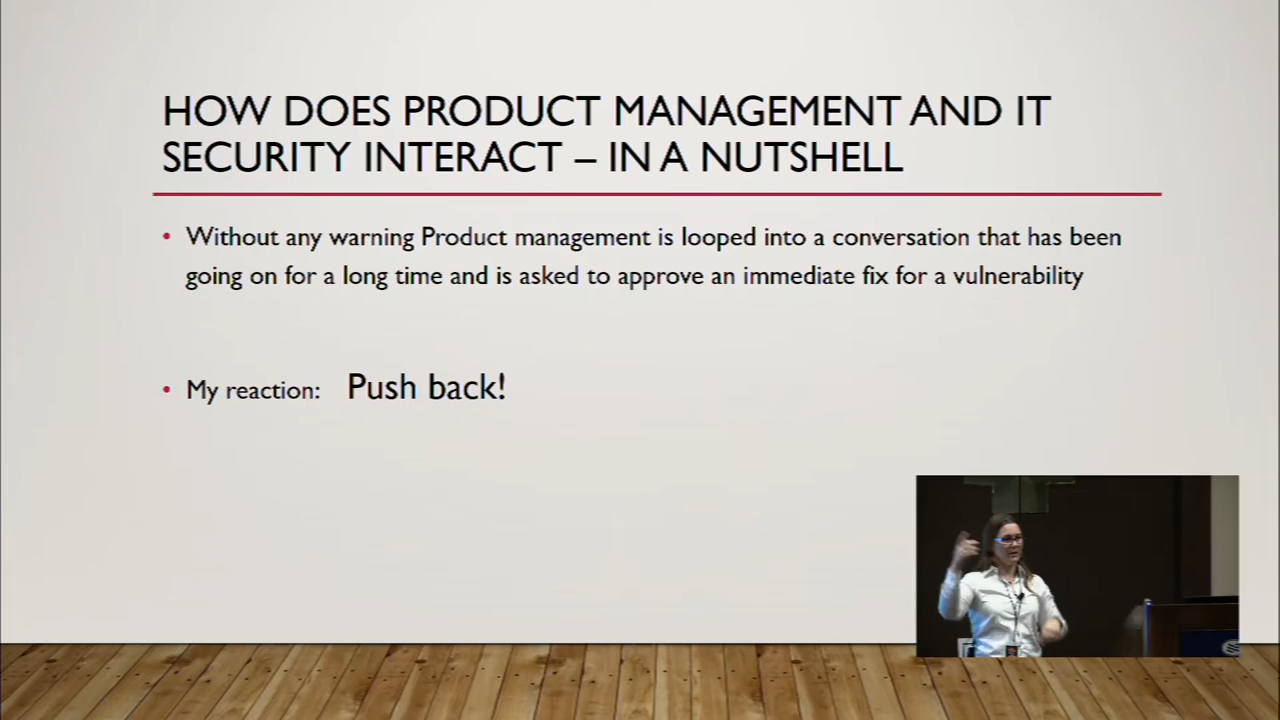 HOW DOES PRODUCT MANAGEMENT AND IT
SECURITY INTERACT – IN A NUTSHELL
• Without any warning Product management is looped into a conversation that has been
going on for a long time and is asked to approve an immediate fix for a vulnerability
• My reaction: Push back!